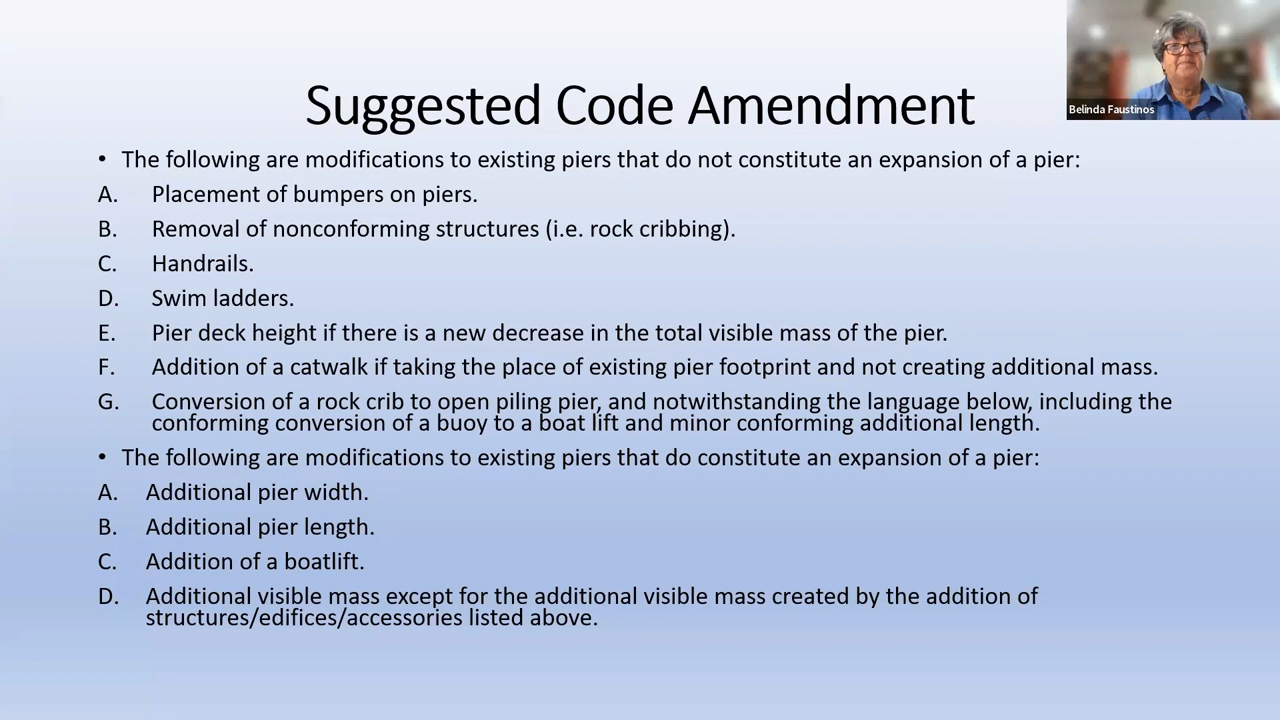 Suggested Code Amendment
Belinda Faustinos
• The following are modifications to existing piers that do not constitute an expansion of a pier:
A. Placement of bumpers on piers.
B. Removal of nonconforming structures (i.e. rock cribbing).
C. Handrails.
D. Swim ladders.
E. Pier deck height if there is a new decrease in the total visible mass of the pier.
F. Addition of a catwalk if taking the place of existing pier footprint and not creating additional mass.
G. Conversion of a rock crib to open piling pier, and notwithstanding the language below, including the
conforming conversion of a buoy to a boat lift and minor conforming additional length.
• The following are modifications to existing piers that do constitute an expansion of a pier:
A. Additional pier width.
B. Additional pier length.
C. Addition of a boatlift.
D. Additional visible mass except for the additional visible mass created by the addition of
structures/edifices/accessories listed above.